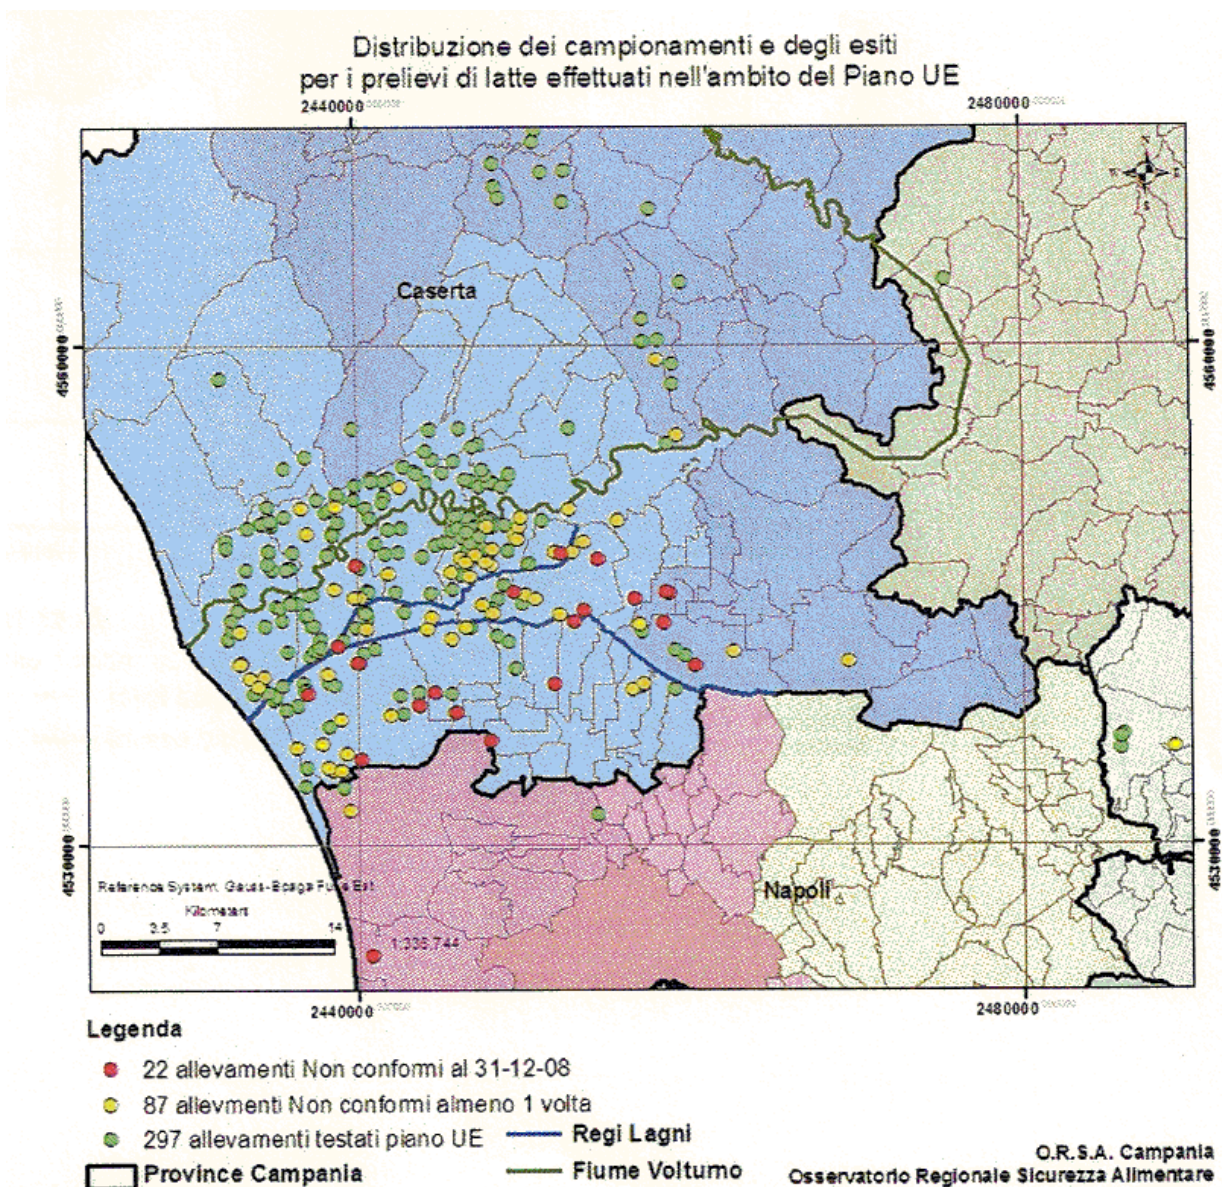 Distribuzione dei campionamenti e degli esiti
per i prelievi di latte effettuati nell'ambito del Piano UE
2440000
2480000
Caserta
4560000
4560000
4530000
4530000
Reference System: Gauss-Boaga Fuso Est
Kilometers
0 3.5 7 14
1:336.744
Napoli
2440000
2480000
Legenda
22 allevamenti Non conformi al 31-12-08
87 allevmenti Non conformi almeno 1 volta
297 allevamenti testati piano UE
Regi Lagni
Province Campania
Fiume Volturno
O.R.S.A. Campania
Osservatorio Regionale Sicurezza Alimentare